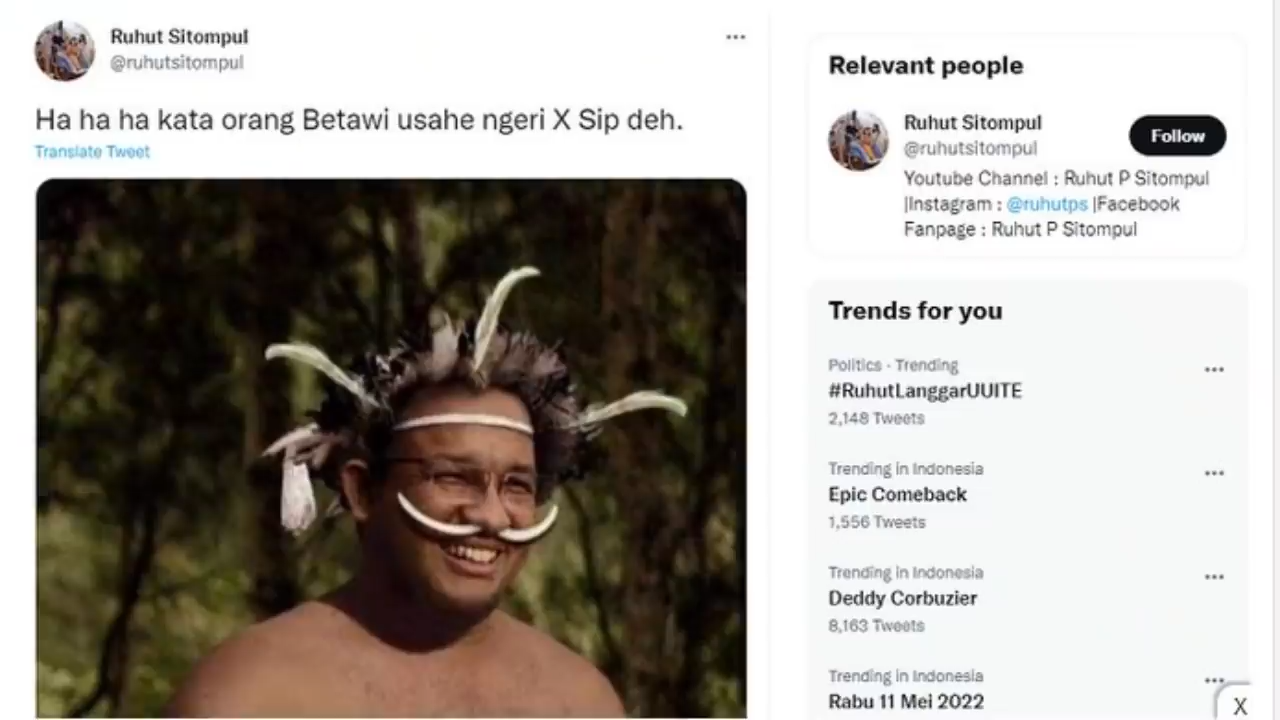 Ruhut Sitompul
@ruhutsitompul
Ha ha ha kata orang Betawi usahe ngeri X Sip deh.
Translate Tweet
Relevant people
Ruhut Sitompul
@ruhutsitompul
Follow
Youtube Channel : Ruhut P Sitompul
|Instagram : @ruhutps |Facebook
Fanpage : Ruhut P Sitompul
Trends for you
Politics · Trending
#RuhutLanggarUUITE
2,148 Tweets
Trending in Indonesia
Epic Comeback
1,556 Tweets
Trending in Indonesia
Deddy Corbuzier
8,163 Tweets
Trending in Indonesia
Rabu 11 Mei 2022
X